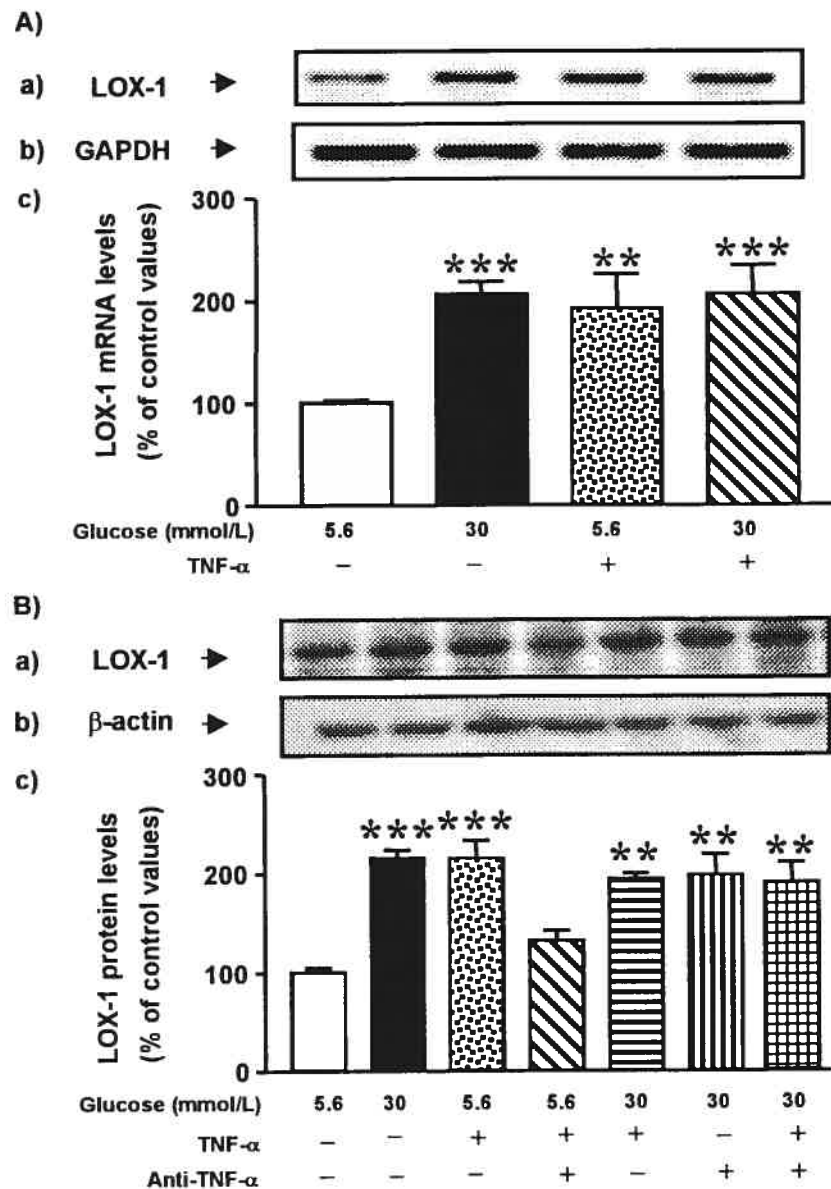 A)
a) LOX-1
b) GAPDH
c)
LOX-1 mRNA levels
(% of control values)
300
200
100
0
*** ** ***
Glucose (mmol/L) 5.6 30 5.6 30
TNF-α – – + +
B)
a) LOX-1
b) β-actin
c)
LOX-1 protein levels
(% of control values)
300
200
100
0
*** *** ** ** **
Glucose (mmol/L) 5.6 30 5.6 5.6 30 30 30
TNF-α – – + + + – +
Anti-TNF-α – – – + – + +